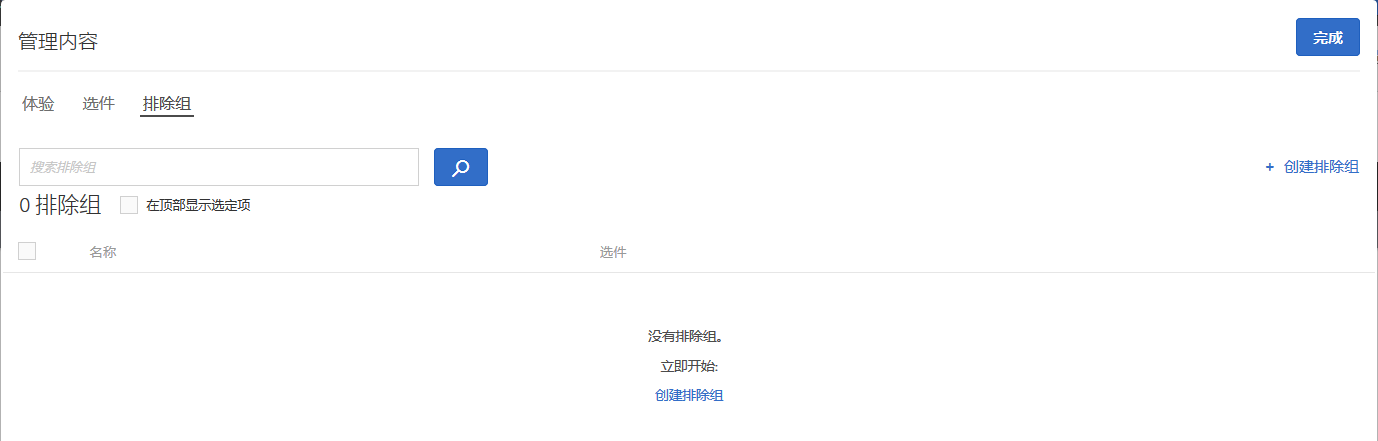 管理内容
完成
体验 选件 排除组
搜索排除组
+ 创建排除组
0 排除组 在顶部显示选定项
名称 选件
没有排除组。
立即开始:
创建排除组